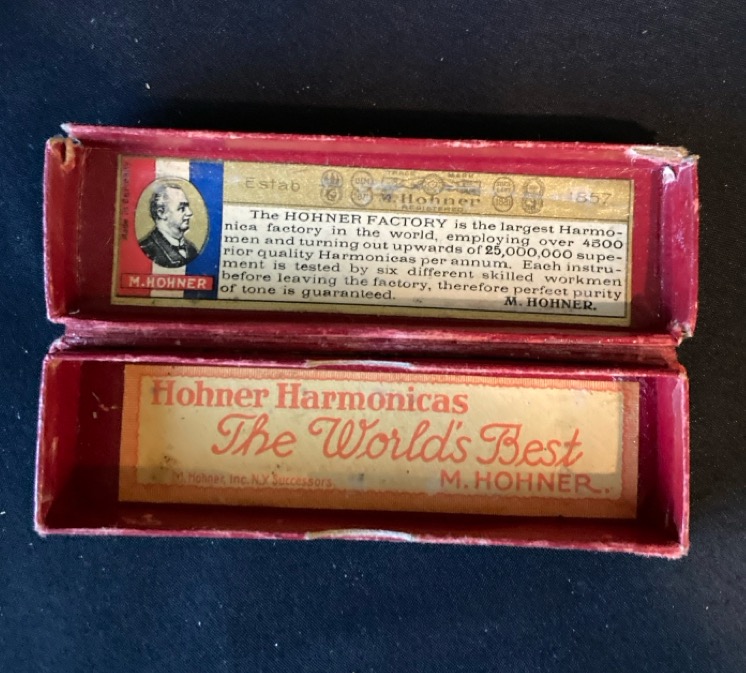 Estab
TRADE MARK
1857
M. Hohner
REGISTERED
M. HOHNER
The HOHNER FACTORY is the largest Harmo-
nica factory in the world, employing over 4500
men and turning out upwards of 25,000,000 supe-
rior quality Harmonicas per annum. Each instru-
ment is tested by six different skilled workmen
before leaving the factory, therefore perfect purity
of tone is guaranteed.
M. HOHNER.
Hohner Harmonicas
The World's Best
M. Hohner, Inc. N.Y. Successors
M. HOHNER.